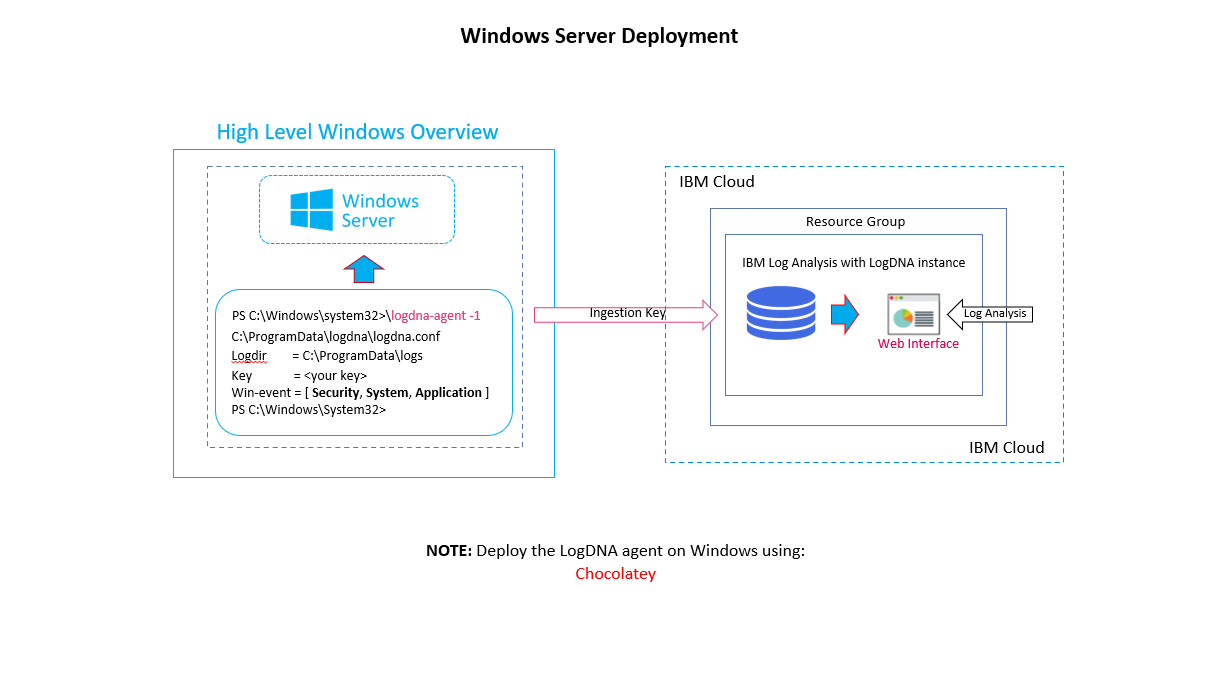 Windows Server Deployment
High Level Windows Overview
Windows
Server
PS C:\Windows\system32>\logdna-agent -1
C:\ProgramData\logdna\logdna.conf
Logdir = C:\ProgramData\logs
Key = <your key>
Win-event = [ Security, System, Application ]
PS C:\Windows\System32>
Ingestion Key
IBM Cloud
Resource Group
IBM Log Analysis with LogDNA instance
Log Analysis
Web Interface
IBM Cloud
NOTE: Deploy the LogDNA agent on Windows using:
Chocolatey